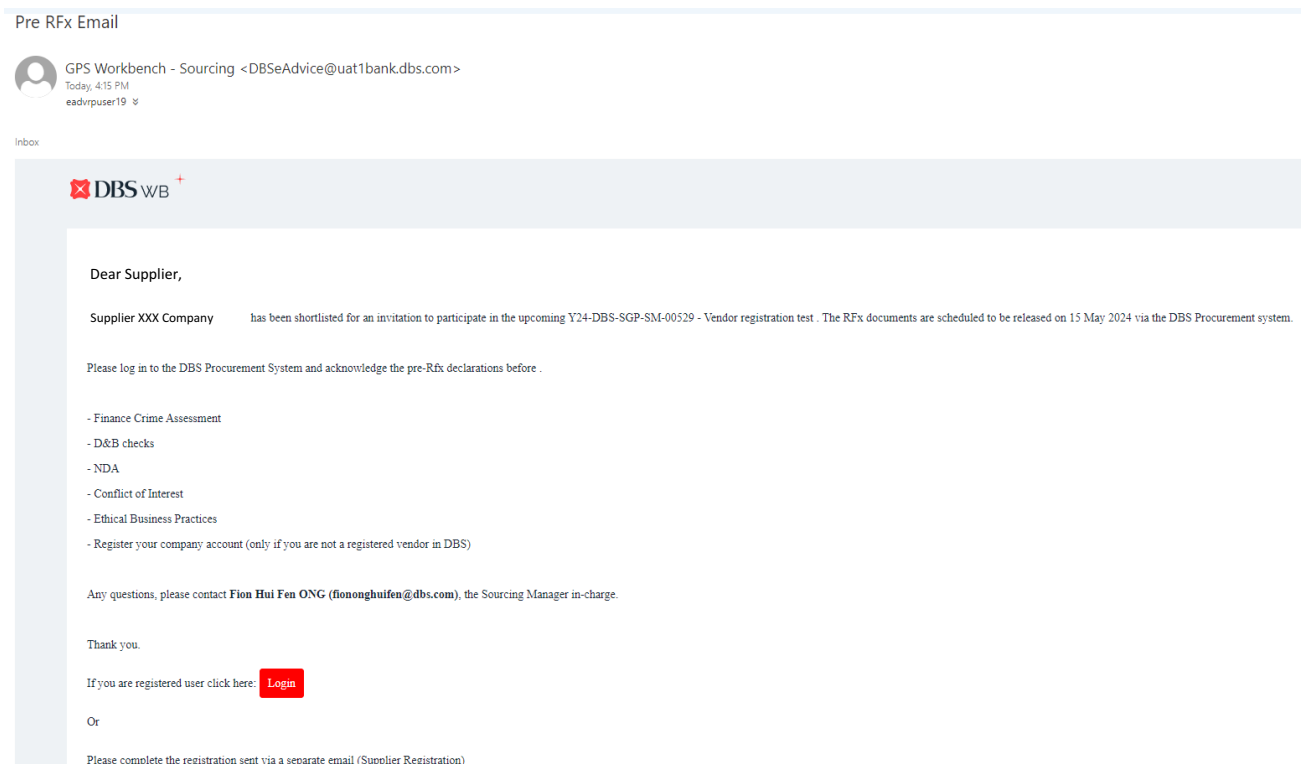 Pre RFx Email
GPS Workbench - Sourcing <DBSeAdvice@uat1bank.dbs.com>
Today, 4:15 PM
eadvrpuser19
Inbox
DBS WB
Dear Supplier,
Supplier XXX Company has been shortlisted for an invitation to participate in the upcoming Y24-DBS-SGP-SM-00529 - Vendor registration test . The RFx documents are scheduled to be released on 15 May 2024 via the DBS Procurement system.
Please log in to the DBS Procurement System and acknowledge the pre-Rfx declarations before .
- Finance Crime Assessment
- D&B checks
- NDA
- Conflict of Interest
- Ethical Business Practices
- Register your company account (only if you are not a registered vendor in DBS)
Any questions, please contact Fion Hui Fen ONG (fiononghuifen@dbs.com), the Sourcing Manager in-charge.
Thank you.
If you are registered user click here: Login
Or
Please complete the registration sent via a separate email (Supplier Registration)